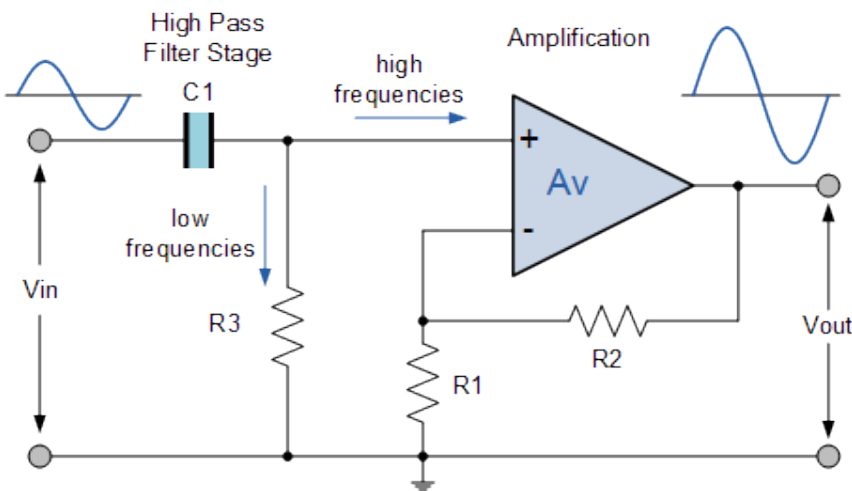 High Pass
Filter Stage
C1
high
frequencies
Amplification
+
Av
-
low
frequencies
Vin
R3
R1
R2
Vout